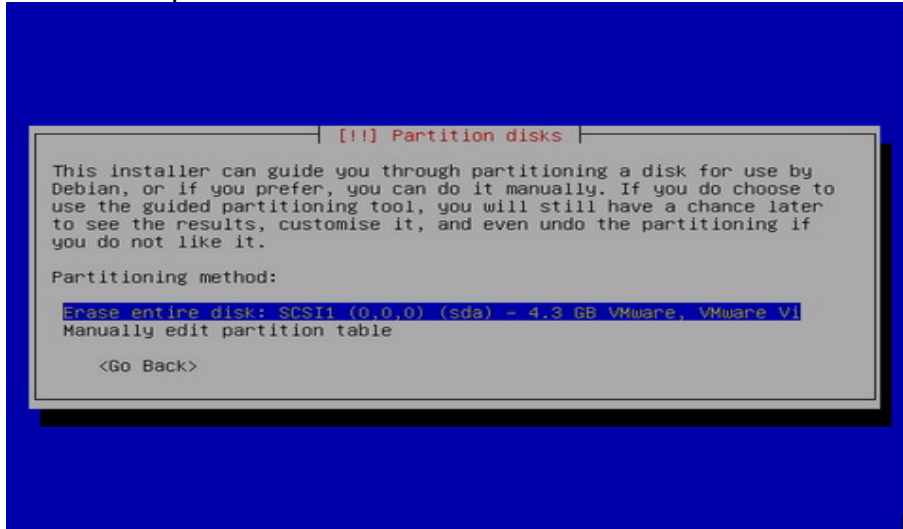 [!!] Partition disks
This installer can guide you through partitioning a disk for use by
Debian, or if you prefer, you can do it manually. If you do choose to
use the guided partitioning tool, you will still have a chance later
to see the results, customise it, and even undo the partitioning if
you do not like it.
Partitioning method:
Erase entire disk: SCSI1 (0,0,0) (sda) - 4.3 GB VMware, VMware Vi
Manually edit partition table
<Go Back>